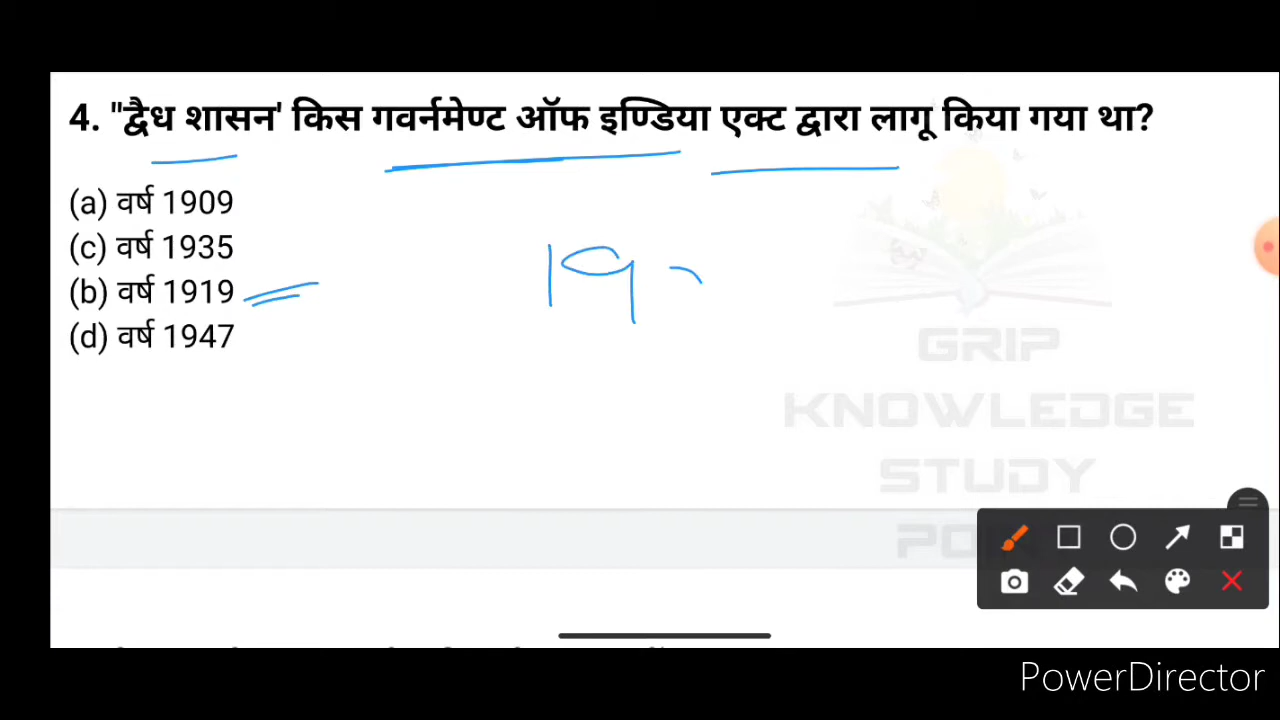 4. "द्वैध शासन' किस गवर्नमेण्ट ऑफ इण्डिया एक्ट द्वारा लागू किया गया था?
(a) वर्ष 1909
(c) वर्ष 1935
(b) वर्ष 1919
(d) वर्ष 1947
19
GRIP
KNOWLEDGE
STUDY
PowerDirector